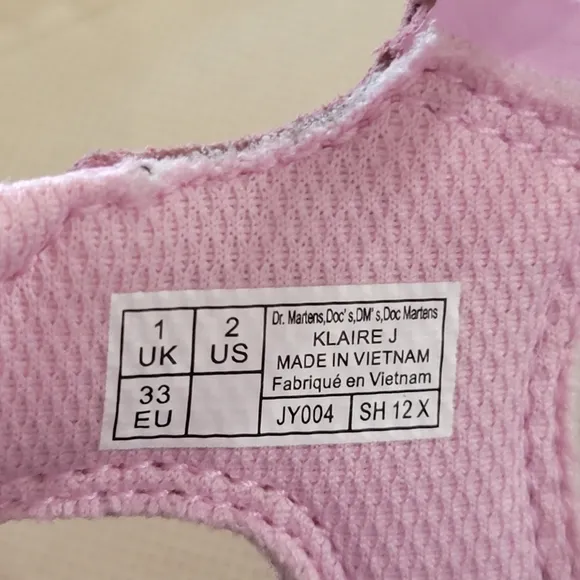 1
UK
2
US
33
EU
Dr. Martens,Doc's,DM's,Doc Martens
KLAIRE J
MADE IN VIETNAM
Fabriqué en Vietnam
JY004
SH 12 X